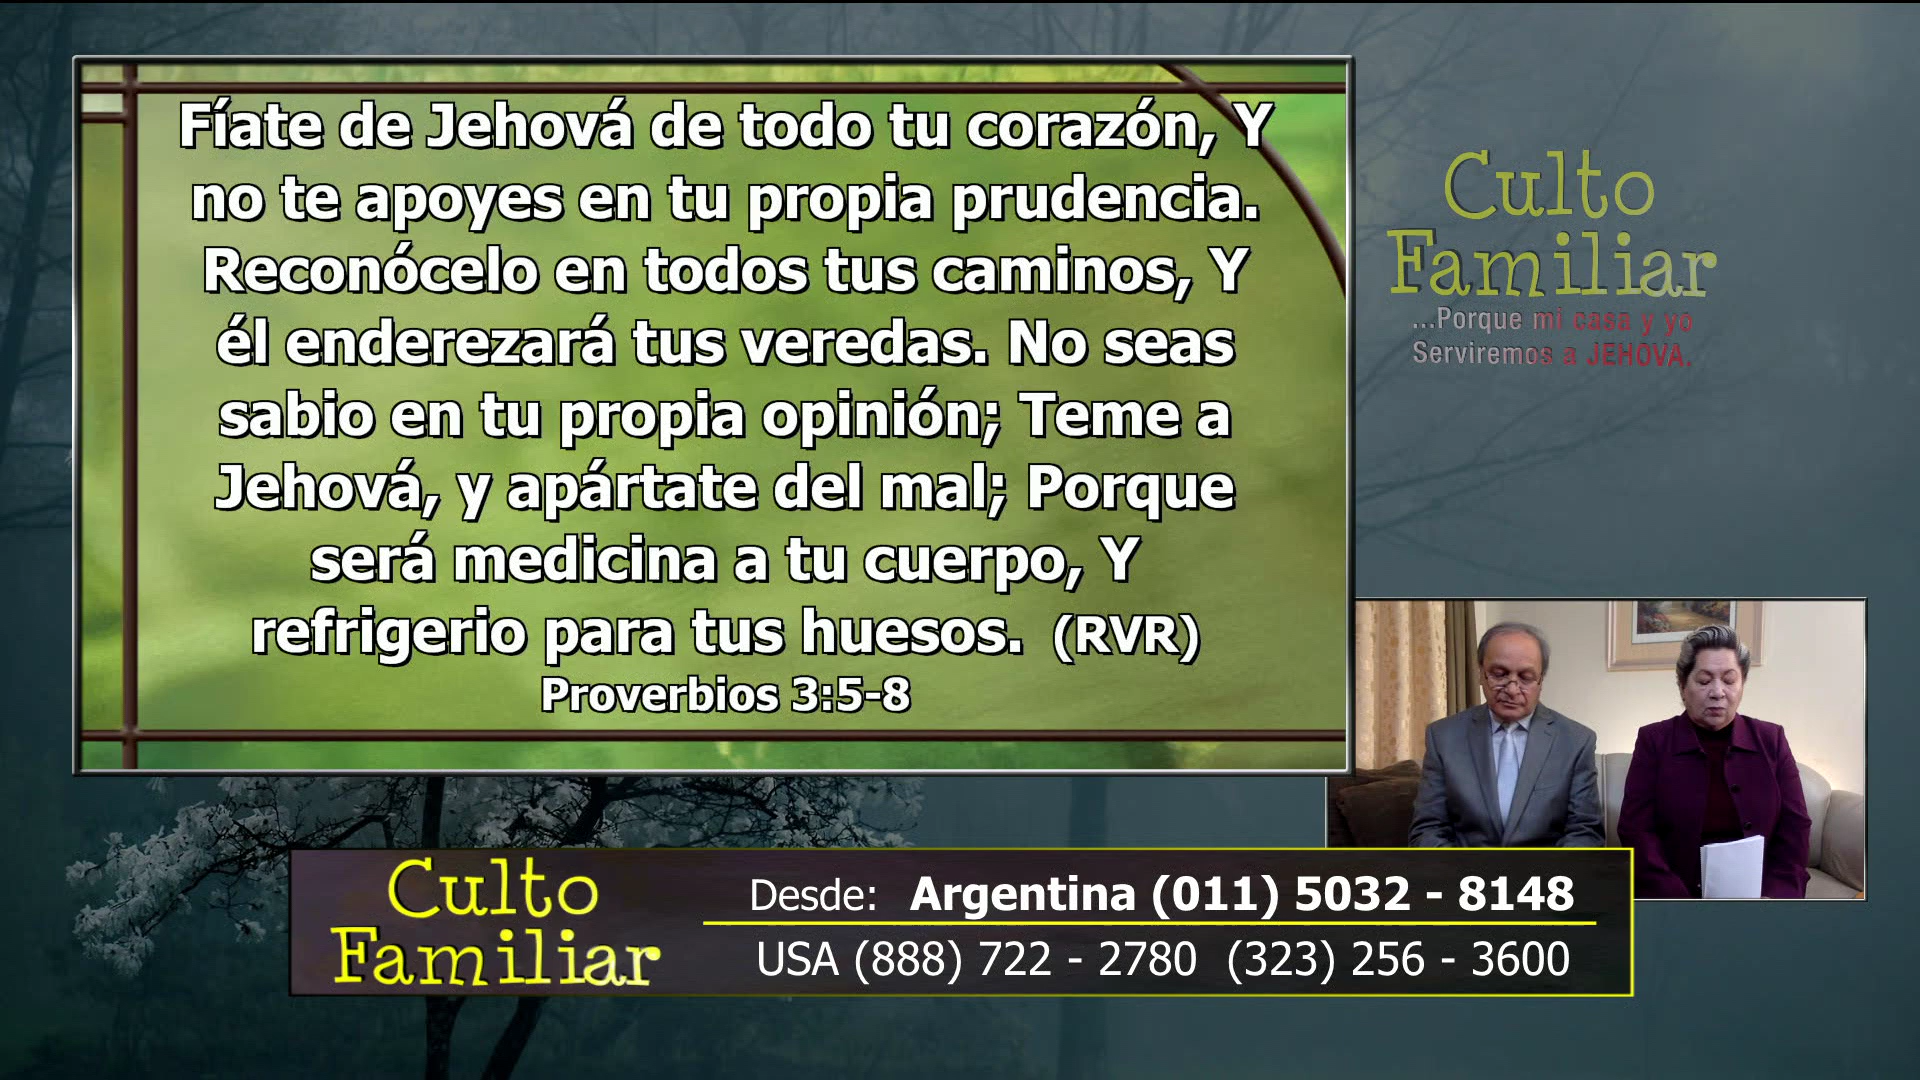 Fíate de Jehová de todo tu corazón, Y
no te apoyes en tu propia prudencia.
Reconócelo en todos tus caminos, Y
él enderezará tus veredas. No seas
sabio en tu propia opinión; Teme a
Jehová, y apártate del mal; Porque
será medicina a tu cuerpo, Y
refrigerio para tus huesos. (RVR)
Proverbios 3:5-8
Culto
Familiar
...Porque mi casa y yo
Serviremos a JEHOVA.
Culto
Familiar
Desde: Argentina (011) 5032 - 8148
USA (888) 722 - 2780 (323) 256 - 3600